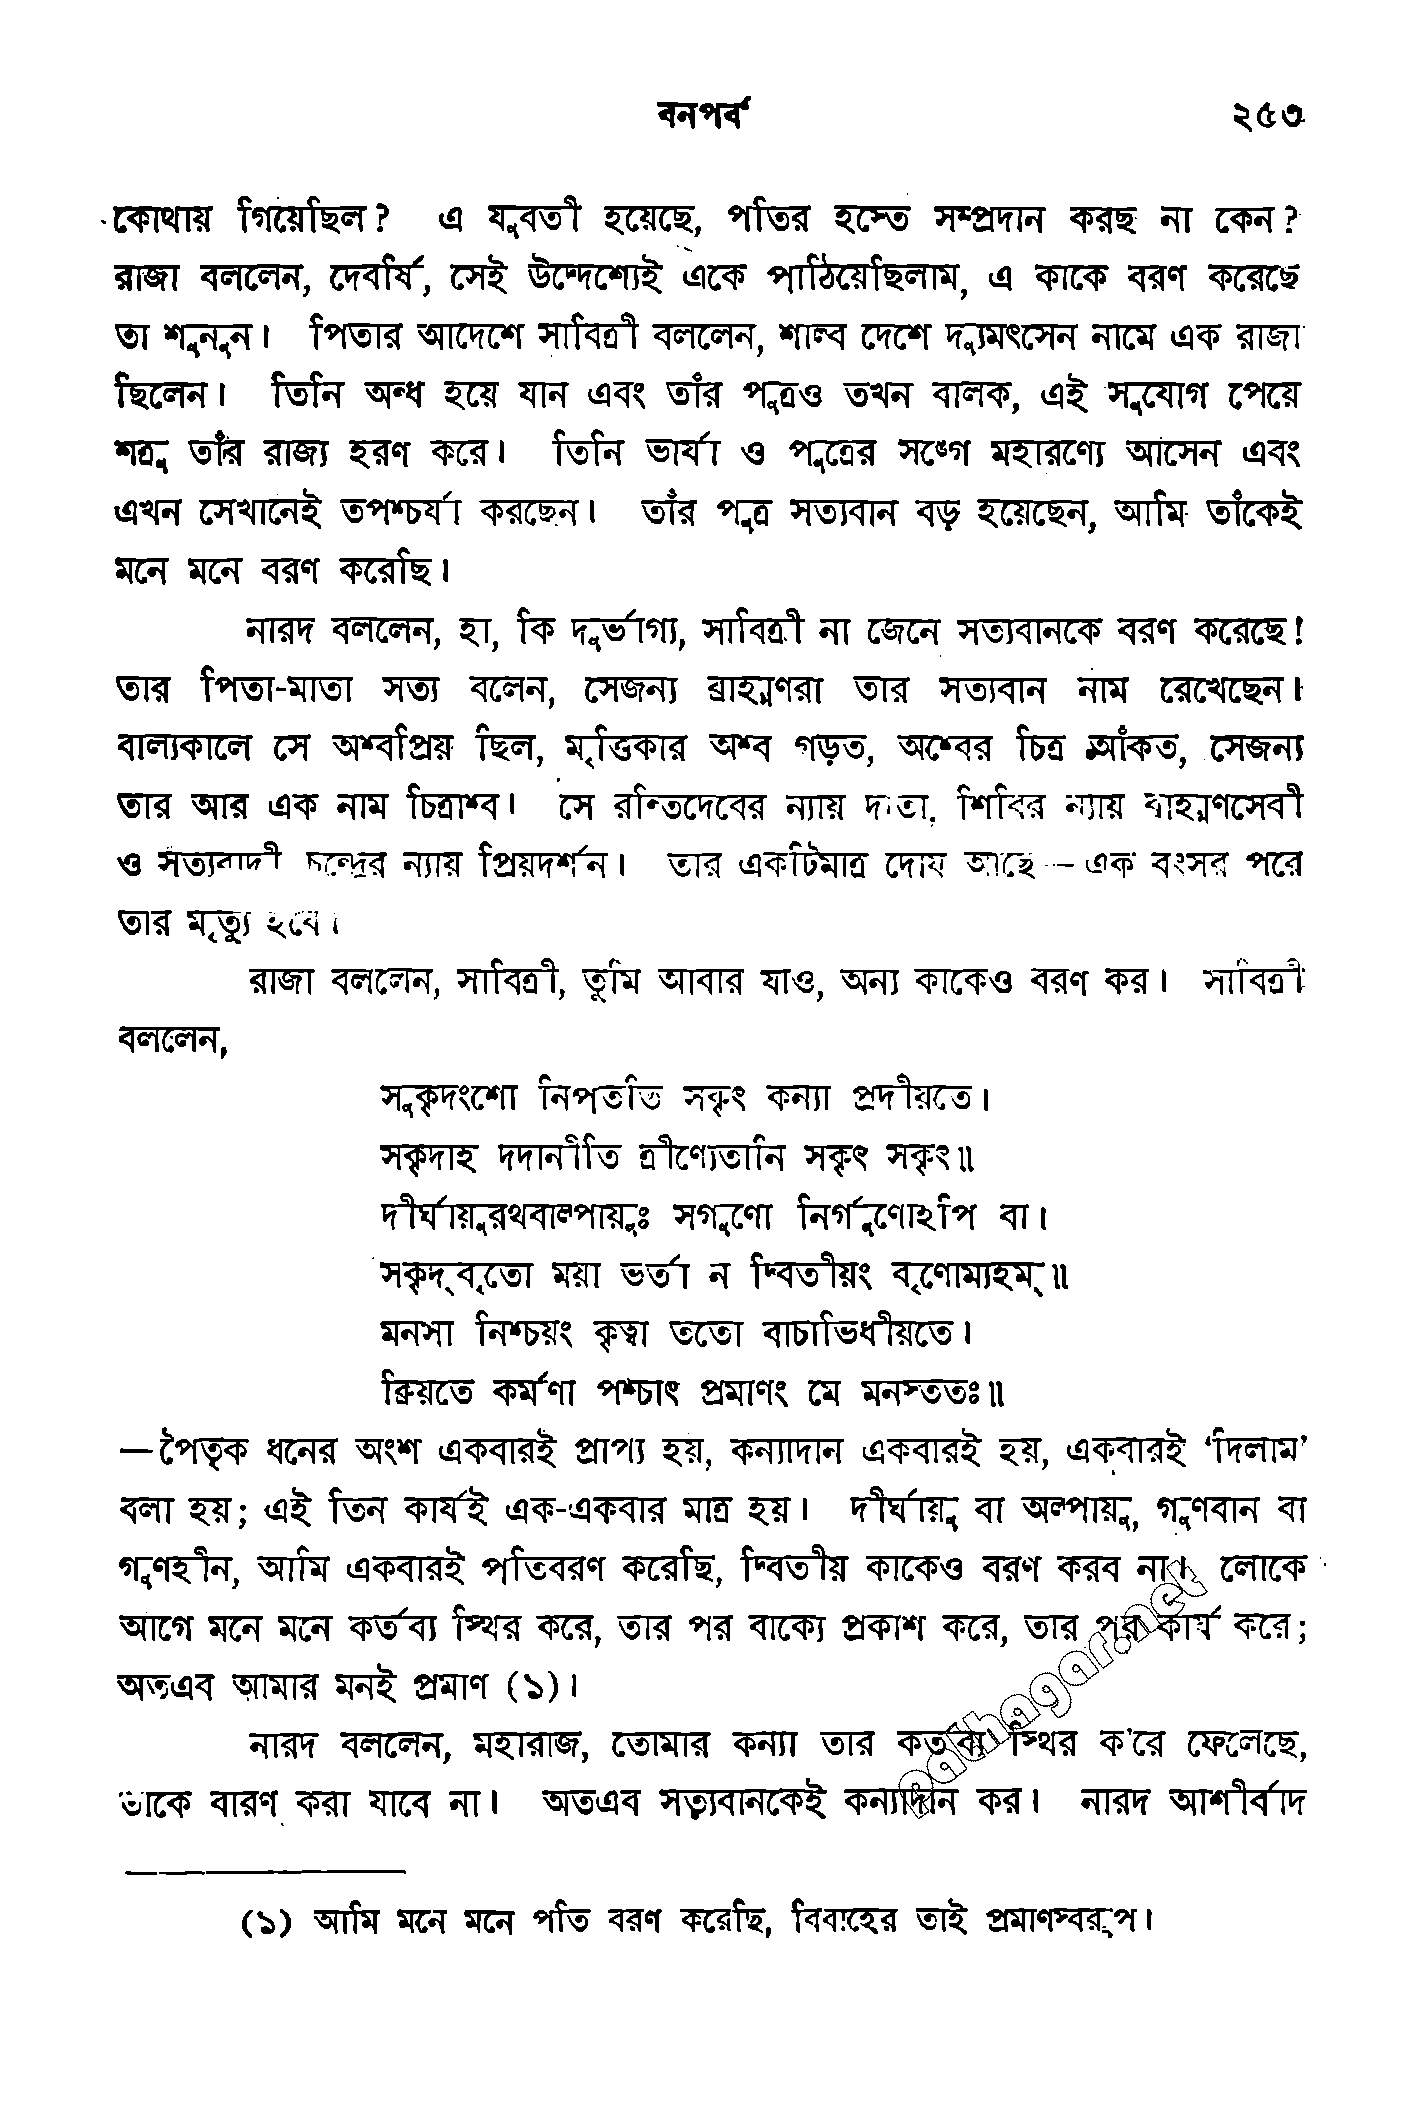 বনপর্ব ২৫৩
কোথায় গিয়েছিল? এ যুবতী হয়েছে, পতির হস্তে সম্প্রদান করছ না কেন?
রাজা বললেন, দেবর্ষি, সেই উদ্দেশ্যেই একে পাঠিয়েছিলাম, এ কাকে বরণ করেছে
তা শুনুন। পিতার আদেশে সাবিত্রী বললেন, শাল্ব দেশে দ্যুমৎসেন নামে এক রাজা
ছিলেন। তিনি অন্ধ হয়ে যান এবং তাঁর পুত্রও তখন বালক, এই সুযোগ পেয়ে
শত্রু তাঁর রাজ্য হরণ করে। তিনি ভার্যা ও পুত্রের সঙ্গে মহারণ্যে আসেন এবং
এখন সেখানেই তপশ্চর্যা করছেন। তাঁর পুত্র সত্যবান বড় হয়েছেন, আমি তাঁকেই
মনে মনে বরণ করেছি।
নারদ বললেন, হা, কি দুর্ভাগ্য, সাবিত্রী না জেনে সত্যবানকে বরণ করেছে!
তার পিতা-মাতা সত্য বলেন, সেজন্য ব্রাহ্মণরা তার সত্যবান নাম রেখেছেন।
বাল্যকালে সে অশ্বপ্রিয় ছিল, মৃত্তিকার অশ্ব গড়ত, অশ্বের চিত্র আঁকত, সেজন্য
তার আর এক নাম চিত্রাশ্ব। সে রন্তিদেবের ন্যায় দাতা, শিবির ন্যায় ব্রাহ্মণসেবী
ও সত্যবাদী চন্দ্রের ন্যায় প্রিয়দর্শন। তার একটিমাত্র দোষ আছে — এক বৎসর পরে
তার মৃত্যু হবে।
রাজা বললেন, সাবিত্রী, তুমি আবার যাও, অন্য কাকেও বরণ কর। সাবিত্রী
বললেন,
সুকৃদংশো নিপততি সকৃৎ কন্যা প্রদীয়তে।
সকৃদাহ দদানীতি ত্রীণ্যেতানি সকৃৎ সকৃৎ॥
দীর্ঘায়ুরথবাল্পায়ুঃ সগুণো নির্গুণোঽপি বা।
সকৃদ্‌বৃতো ময়া ভর্তা ন দ্বিতীয়ং বৃণোম্যহম্॥
মনসা নিশ্চয়ং কৃত্বা ততো বাচাভিধীয়তে।
ক্রিয়তে কর্মণা পশ্চাৎ প্রমাণং মে মনস্ততঃ॥
—পৈতৃক ধনের অংশ একবারই প্রাপ্য হয়, কন্যাদান একবারই হয়, একবারই ‘দিলাম’
বলা হয়; এই তিন কার্যই এক-একবার মাত্র হয়। দীর্ঘায়ু বা অল্পায়ু, গুণবান বা
গুণহীন, আমি একবারই পতিবরণ করেছি, দ্বিতীয় কাকেও বরণ করব না। লোকে
আগে মনে মনে কর্তব্য স্থির করে, তার পর বাক্যে প্রকাশ করে, তার পর কার্য করে;
অতএব আমার মনই প্রমাণ (১)।
নারদ বললেন, মহারাজ, তোমার কন্যা তার কর্তব্য স্থির ক'রে ফেলেছে,
তাকে বারণ করা যাবে না। অতএব সত্যবানকেই কন্যাদান কর। নারদ আশীর্বাদ
(১) আমি মনে মনে পতি বরণ করেছি, বিবাহের তাই প্রমাণস্বরূপ।
pathagar.net